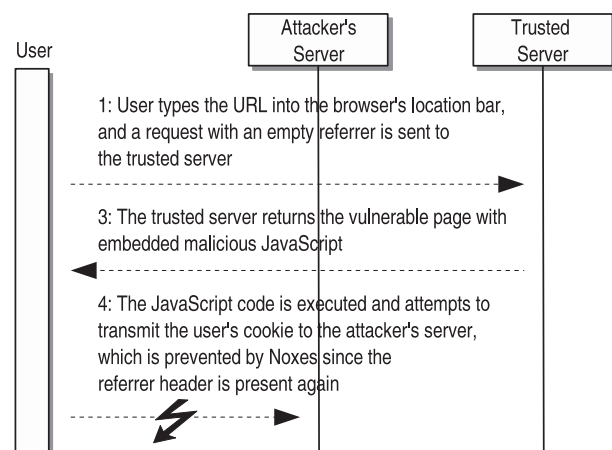 User
Attacker's
Server
Trusted
Server
1: User types the URL into the browser's location bar,
and a request with an empty referrer is sent to
the trusted server
3: The trusted server returns the vulnerable page with
embedded malicious JavaScript
4: The JavaScript code is executed and attempts to
transmit the user's cookie to the attacker's server,
which is prevented by Noxes since the
referrer header is present again